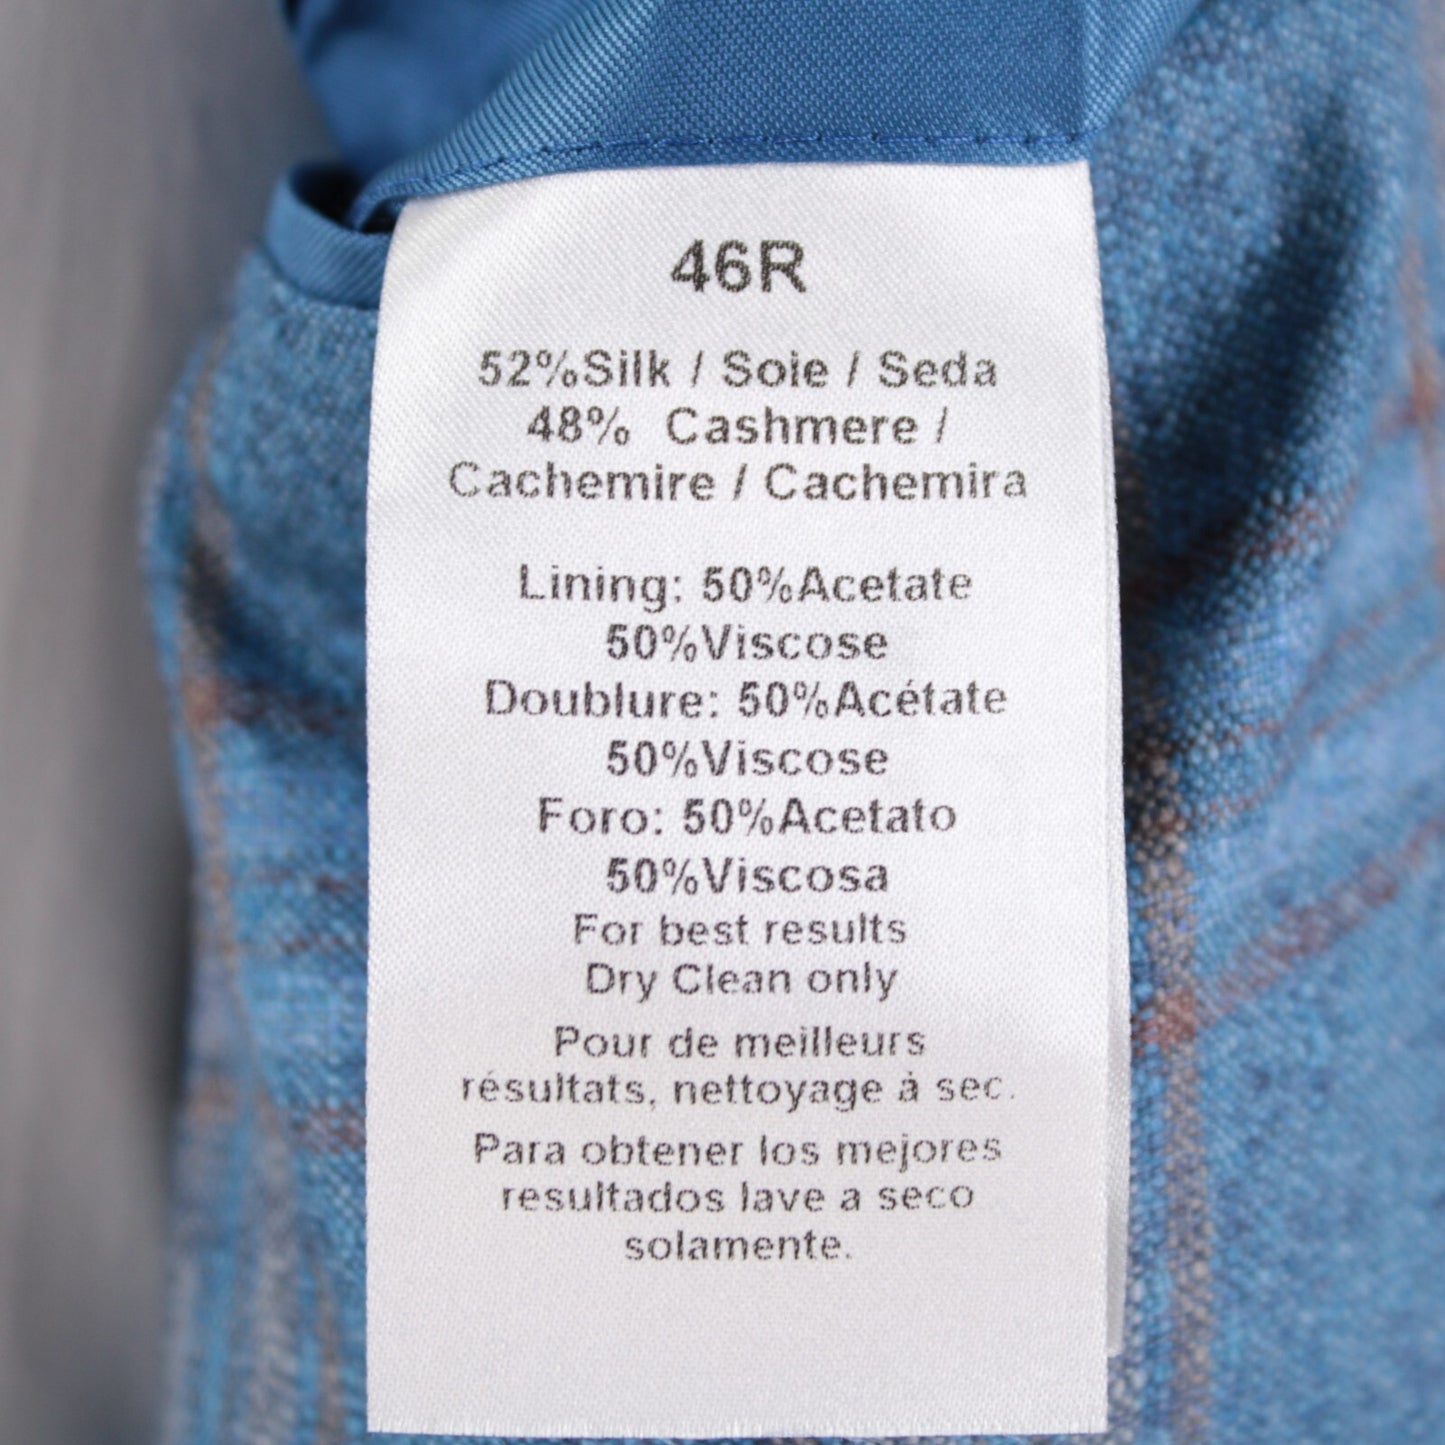 46R
52%Silk / Soie / Seda
48% Cashmere /
Cachemire / Cachemira
Lining: 50%Acetate
50%Viscose
Doublure: 50%Acétate
50%Viscose
Foro: 50%Acetato
50%Viscosa
For best results
Dry Clean only
Pour de meilleurs
résultats, nettoyage à sec.
Para obtener los mejores
resultados lave a seco
solamente.